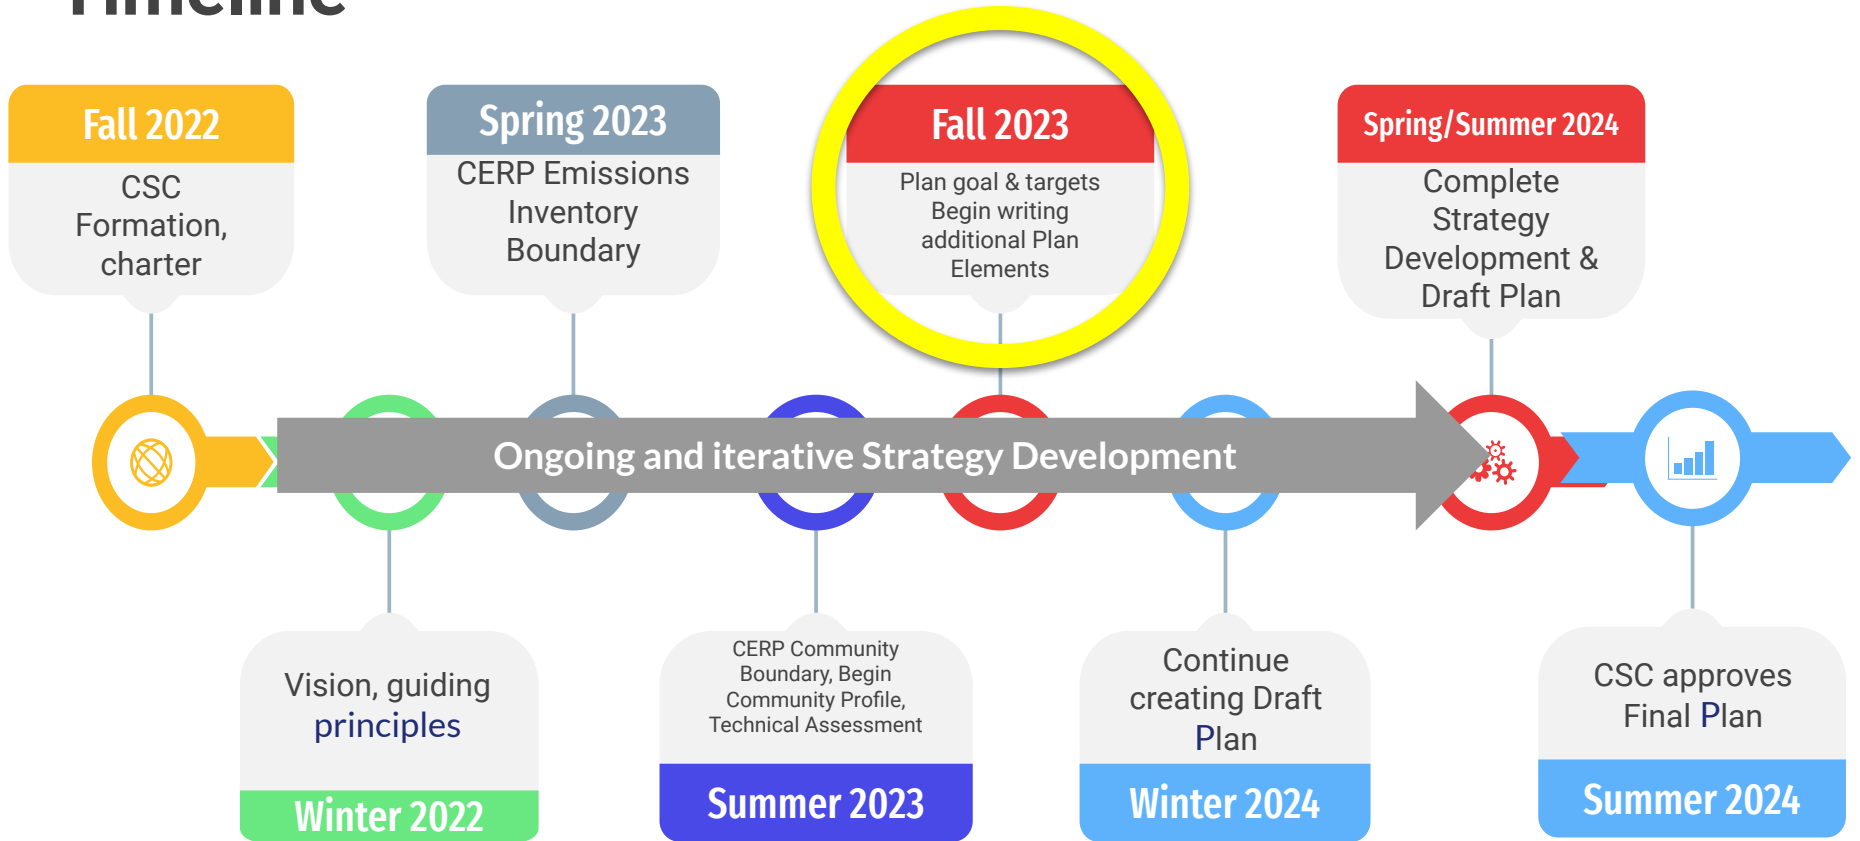 Timeline
Fall 2022
CSC
Formation,
charter
Spring 2023
CERP Emissions
Inventory
Boundary
Fall 2023
Plan goal & targets
Begin writing
additional Plan
Elements
Spring/Summer 2024
Complete
Strategy
Development &
Draft Plan
Ongoing and iterative Strategy Development
Vision, guiding
principles
Winter 2022
CERP Community
Boundary, Begin
Community Profile,
Technical Assessment
Summer 2023
Continue
creating Draft
Plan
Winter 2024
CSC approves
Final Plan
Summer 2024